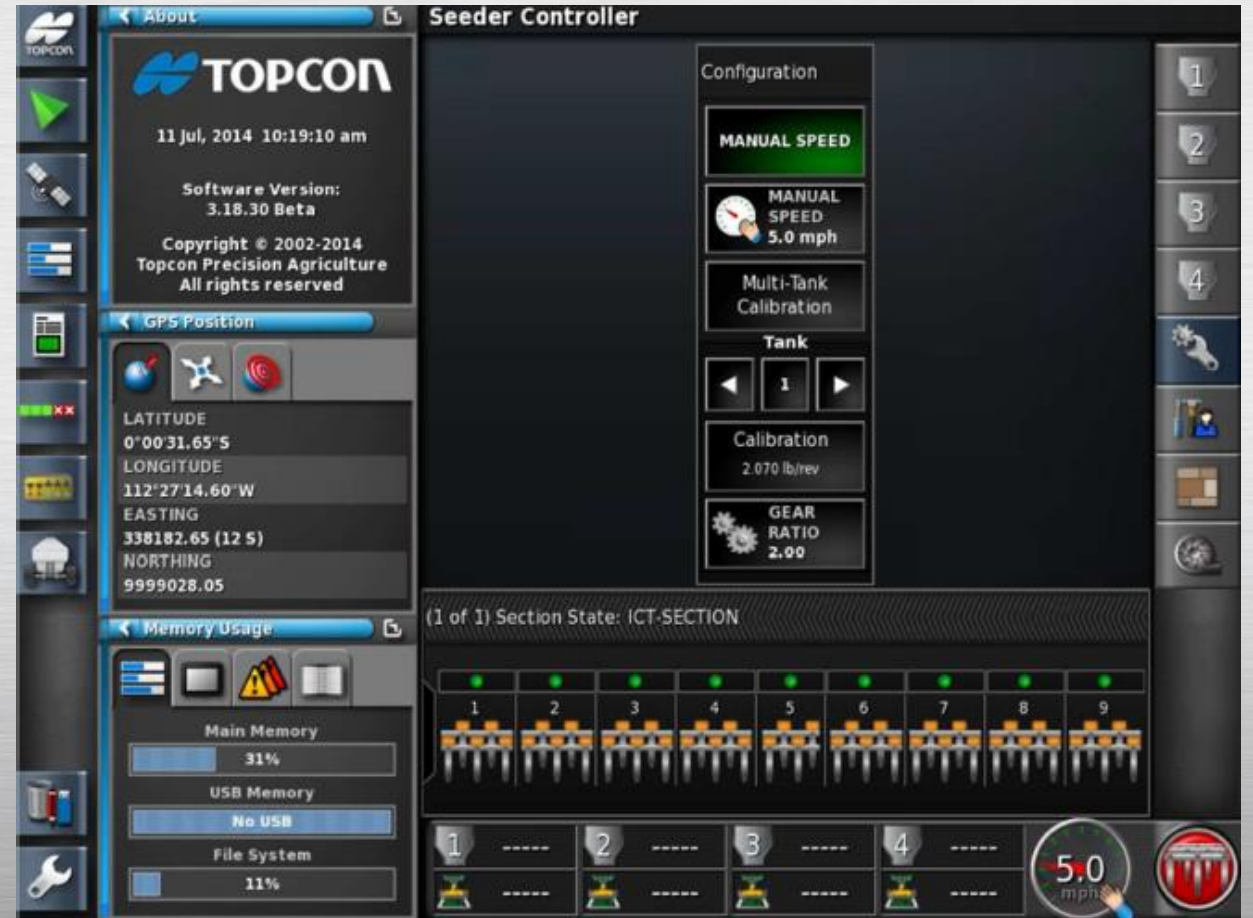 TOPCON
About
TOPCON
11 Jul, 2014 10:19:10 am
Software Version:
3.18.30 Beta
Copyright © 2002-2014
Topcon Precision Agriculture
All rights reserved
GPS Position
LATITUDE
0°00'31.65"S
LONGITUDE
112°27'14.60"W
EASTING
338182.65 (12 S)
NORTHING
9999028.05
Memory Usage
Main Memory
31%
USB Memory
No USB
File System
11%
Seeder Controller
Configuration
MANUAL SPEED
MANUAL
SPEED
5.0 mph
Multi-Tank
Calibration
Tank
1
Calibration
2.070 lb/rev
GEAR
RATIO
2.00
1
2
3
4
(1 of 1) Section State: ICT-SECTION
1 2 3 4 5 6 7 8 9
1 ----- 2 ----- 3 ----- 4 -----
----- ----- ----- -----
5.0
mph